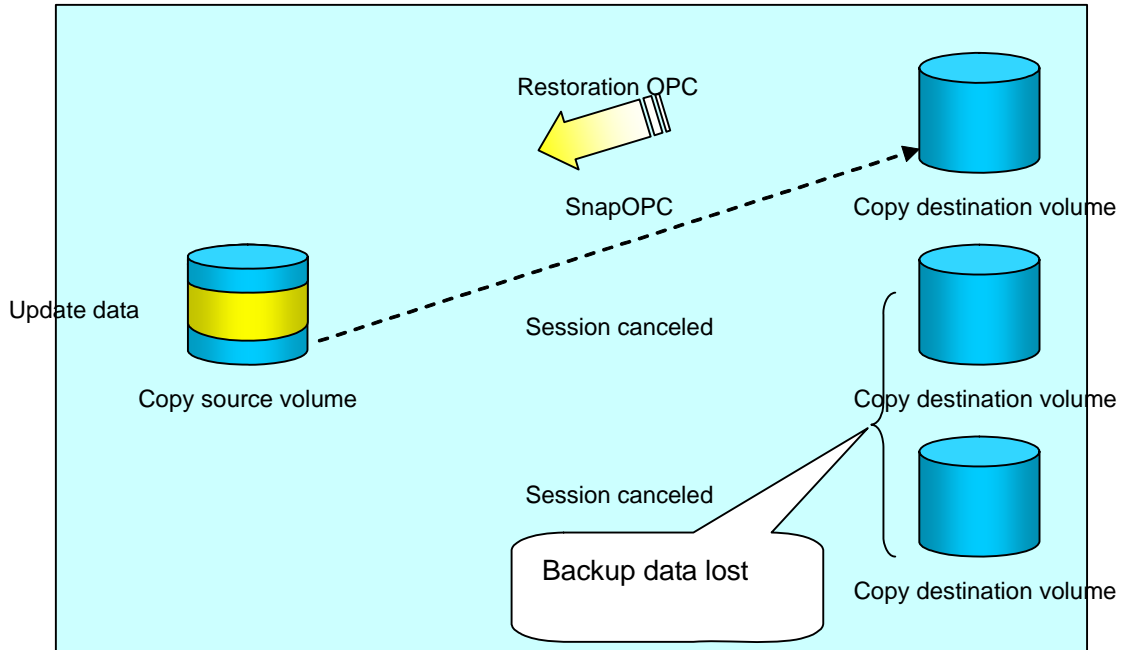 Restoration OPC
SnapOPC
Copy destination volume
Update data
Session canceled
Copy source volume
Copy destination volume
Session canceled
Backup data lost
Copy destination volume